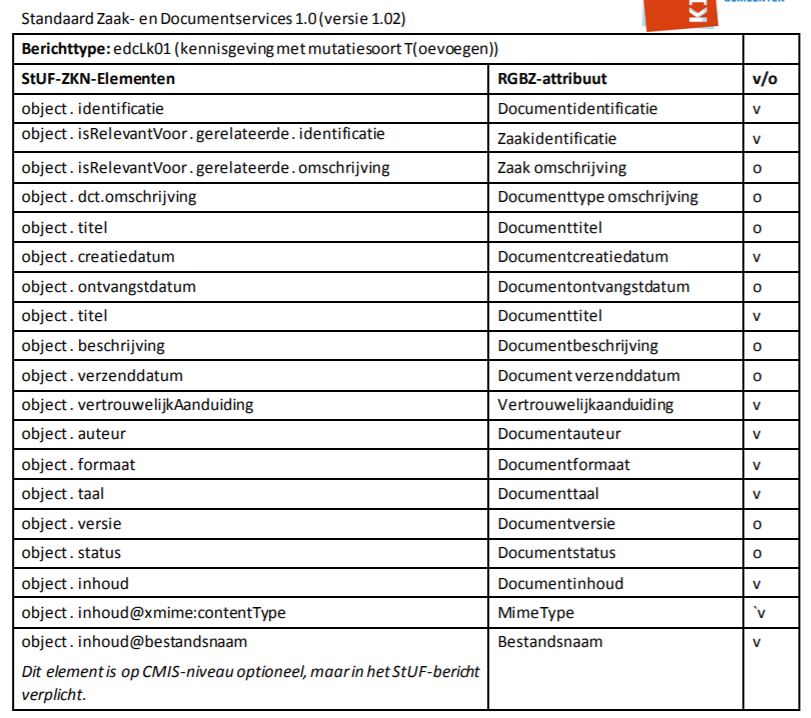 Standaard Zaak- en Documentservices 1.0 (versie 1.02)
Berichttype: edcLk01 (kennisgeving met mutatiesoort T(oevoegen))
StUF-ZKN-Elementen RGBZ-attribuut v/o
object . identificatie Documentidentificatie v
object . isRelevantVoor . gerelateerde . identificatie Zaakidentificatie v
object . isRelevantVoor . gerelateerde . omschrijving Zaak omschrijving o
object . dct.omschrijving Documenttype omschrijving o
object . titel Documenttitel o
object . creatiedatum Documentcreatiedatum v
object . ontvangstdatum Documentontvangstdatum o
object . titel Documenttitel v
object . beschrijving Documentbeschrijving o
object . verzenddatum Document verzenddatum o
object . vertrouwelijkAanduiding Vertrouwelijkaanduiding v
object . auteur Documentauteur v
object . formaat Documentformaat v
object . taal Documenttaal v
object . versie Documentversie o
object . status Documentstatus o
object . inhoud Documentinhoud v
object . inhoud@xmime:contentType MimeType `v
object . inhoud@bestandsnaam Bestandsnaam v
Dit element is op CMIS-niveau optioneel, maar in het StUF-bericht
verplicht.